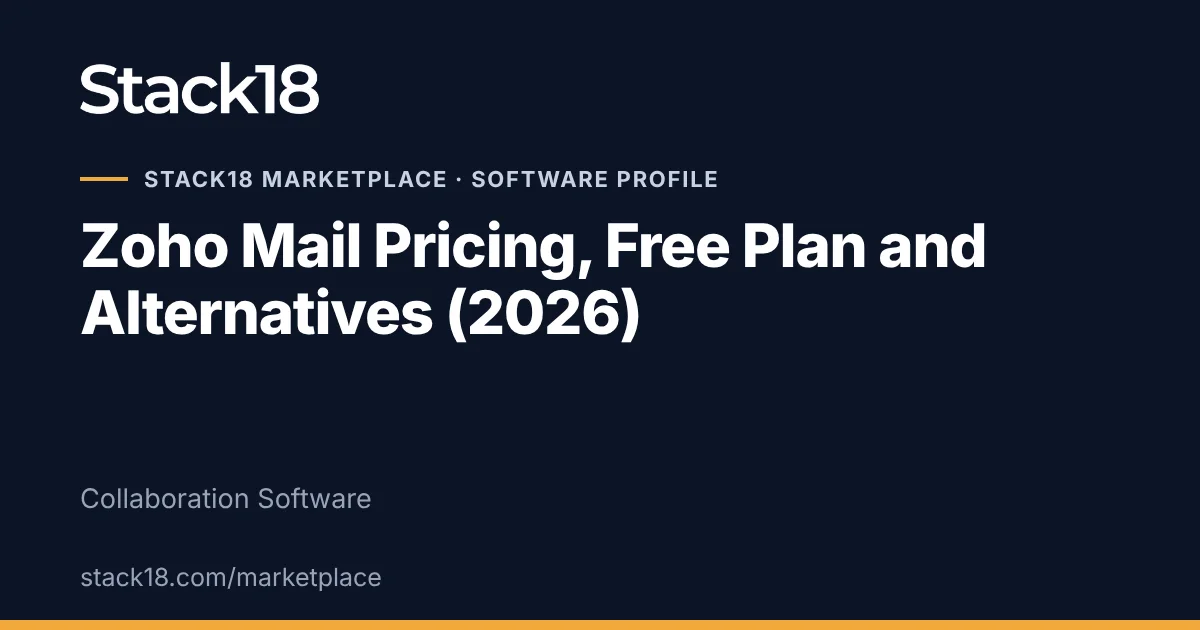 Stack18
STACK18 MARKETPLACE · SOFTWARE PROFILE
Zoho Mail Pricing, Free Plan and
Alternatives (2026)
Collaboration Software
stack18.com/marketplace